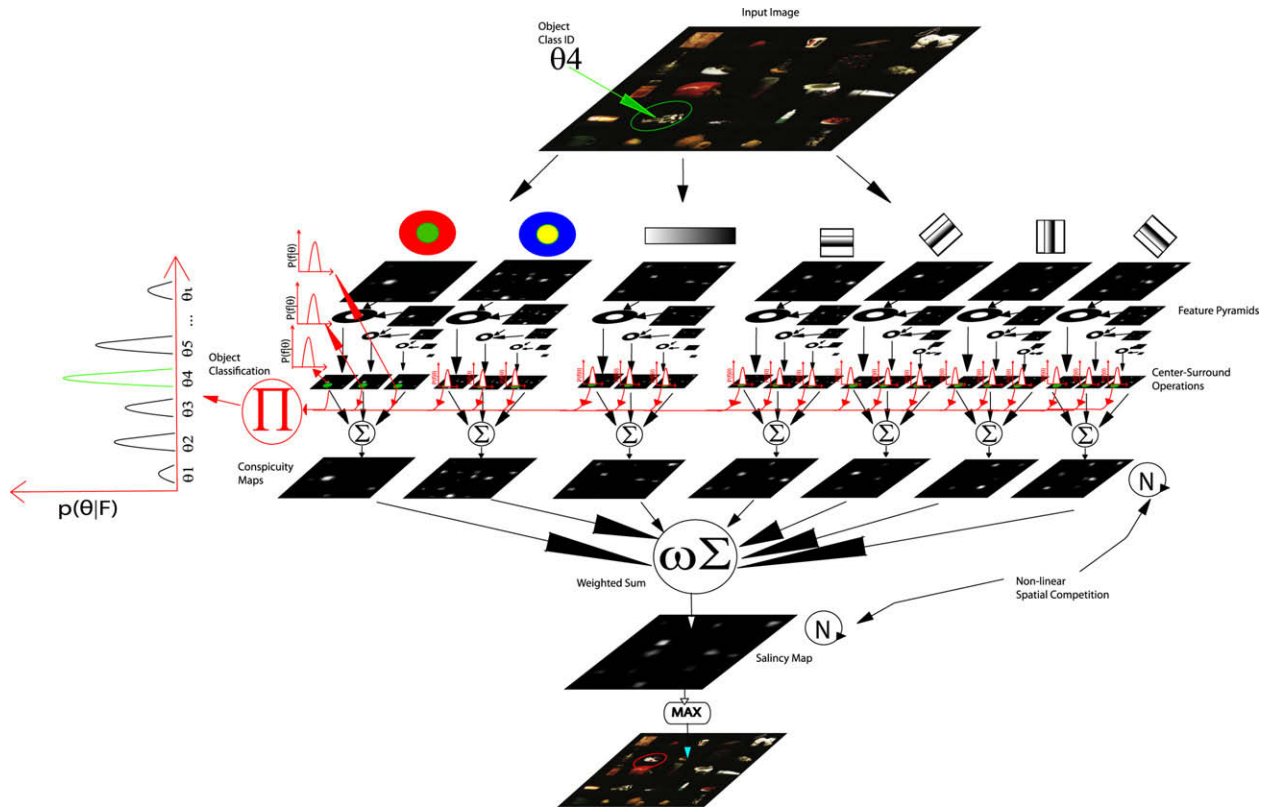 Input Image
Object
Class ID
θ4
P(f|θ)
P(f|θ)
P(f|θ)
Feature Pyramids
Center-Surround
Operations
Object
Classification
Π
θι
...
θ5
θ4
θ3
θ2
θ1
p(θ|F)
Σ Σ Σ Σ Σ Σ Σ
Conspicuity
Maps
N
ωΣ
Weighted Sum
Non-linear
Spatial Competition
N
Salincy Map
MAX